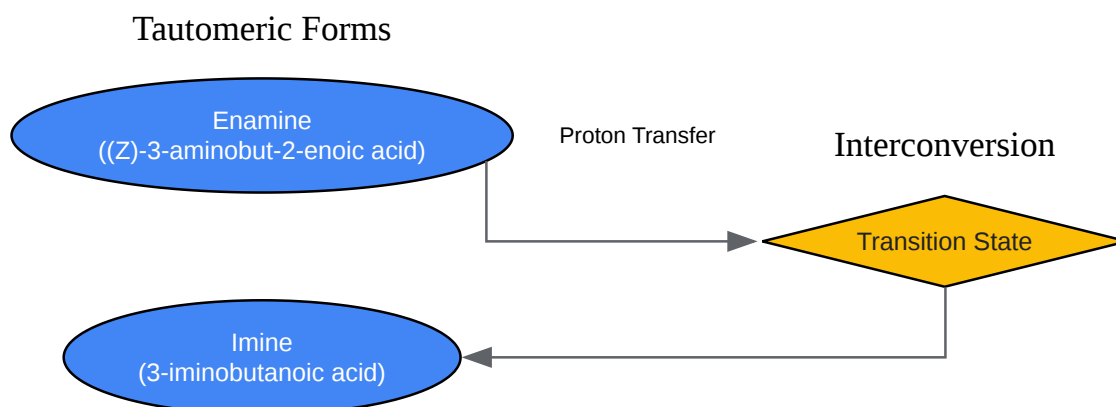 Tautomeric Forms
Enamine
((Z)-3-aminobut-2-enoic acid)
Proton Transfer
Interconversion
Transition State
Imine
(3-iminobutanoic acid)